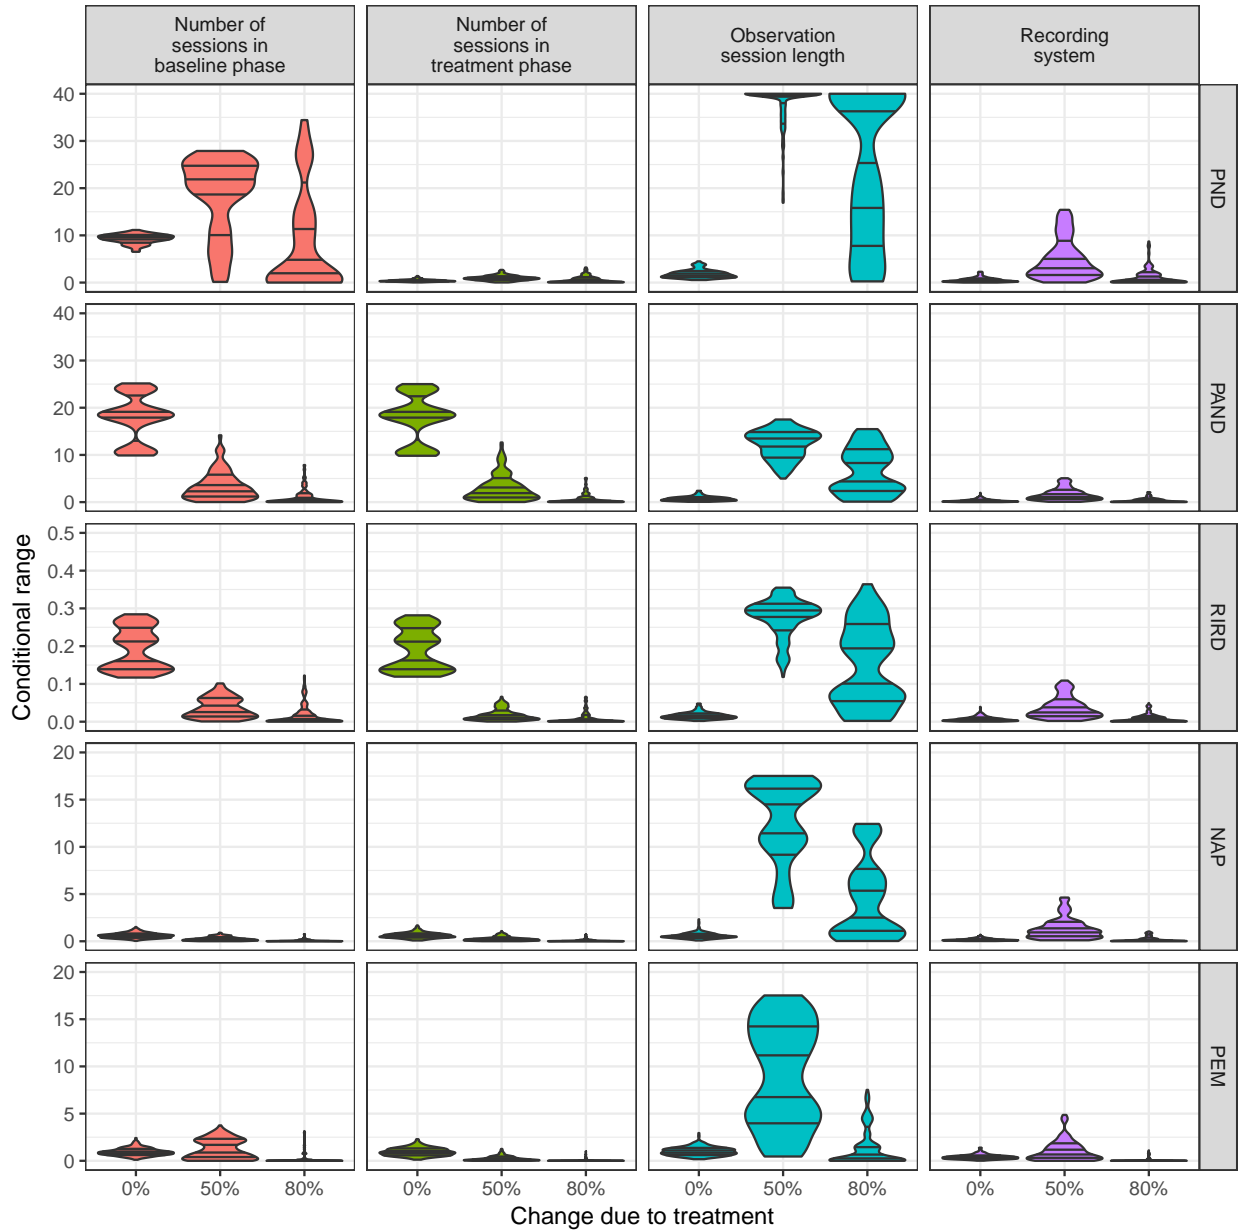 Number of
sessions in
baseline phase
Number of
sessions in
treatment phase
Observation
session length
Recording
system
40
30
20
10
0
PND
40
30
20
10
0
PAND
0.5
0.4
0.3
0.2
0.1
0.0
RIRD
20
15
10
5
0
NAP
20
15
10
5
0
PEM
Conditional range
0% 50% 80% 0% 50% 80% 0% 50% 80% 0% 50% 80%
Change due to treatment